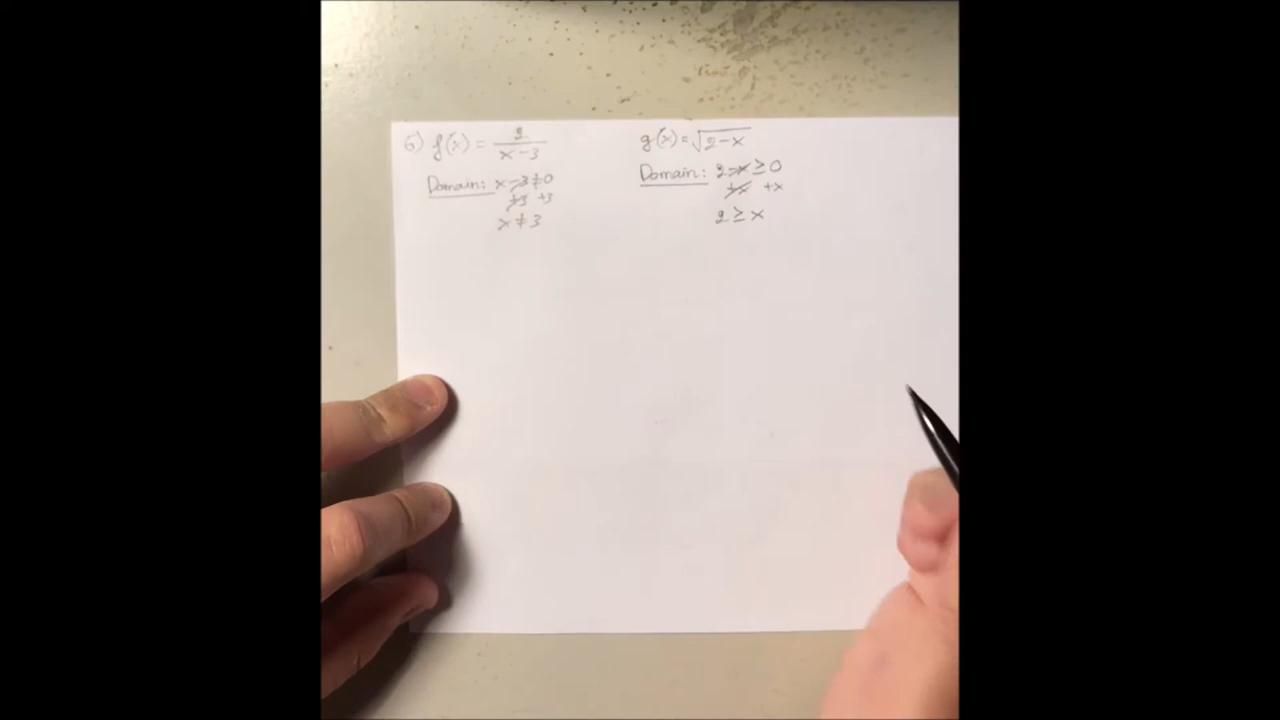 6) f(x) = 2/(x-3)
Domain: x-3≠0
+3 +3
x≠3
g(x)=√(2-x)
Domain: 2-x≥0
+x +x
2≥x